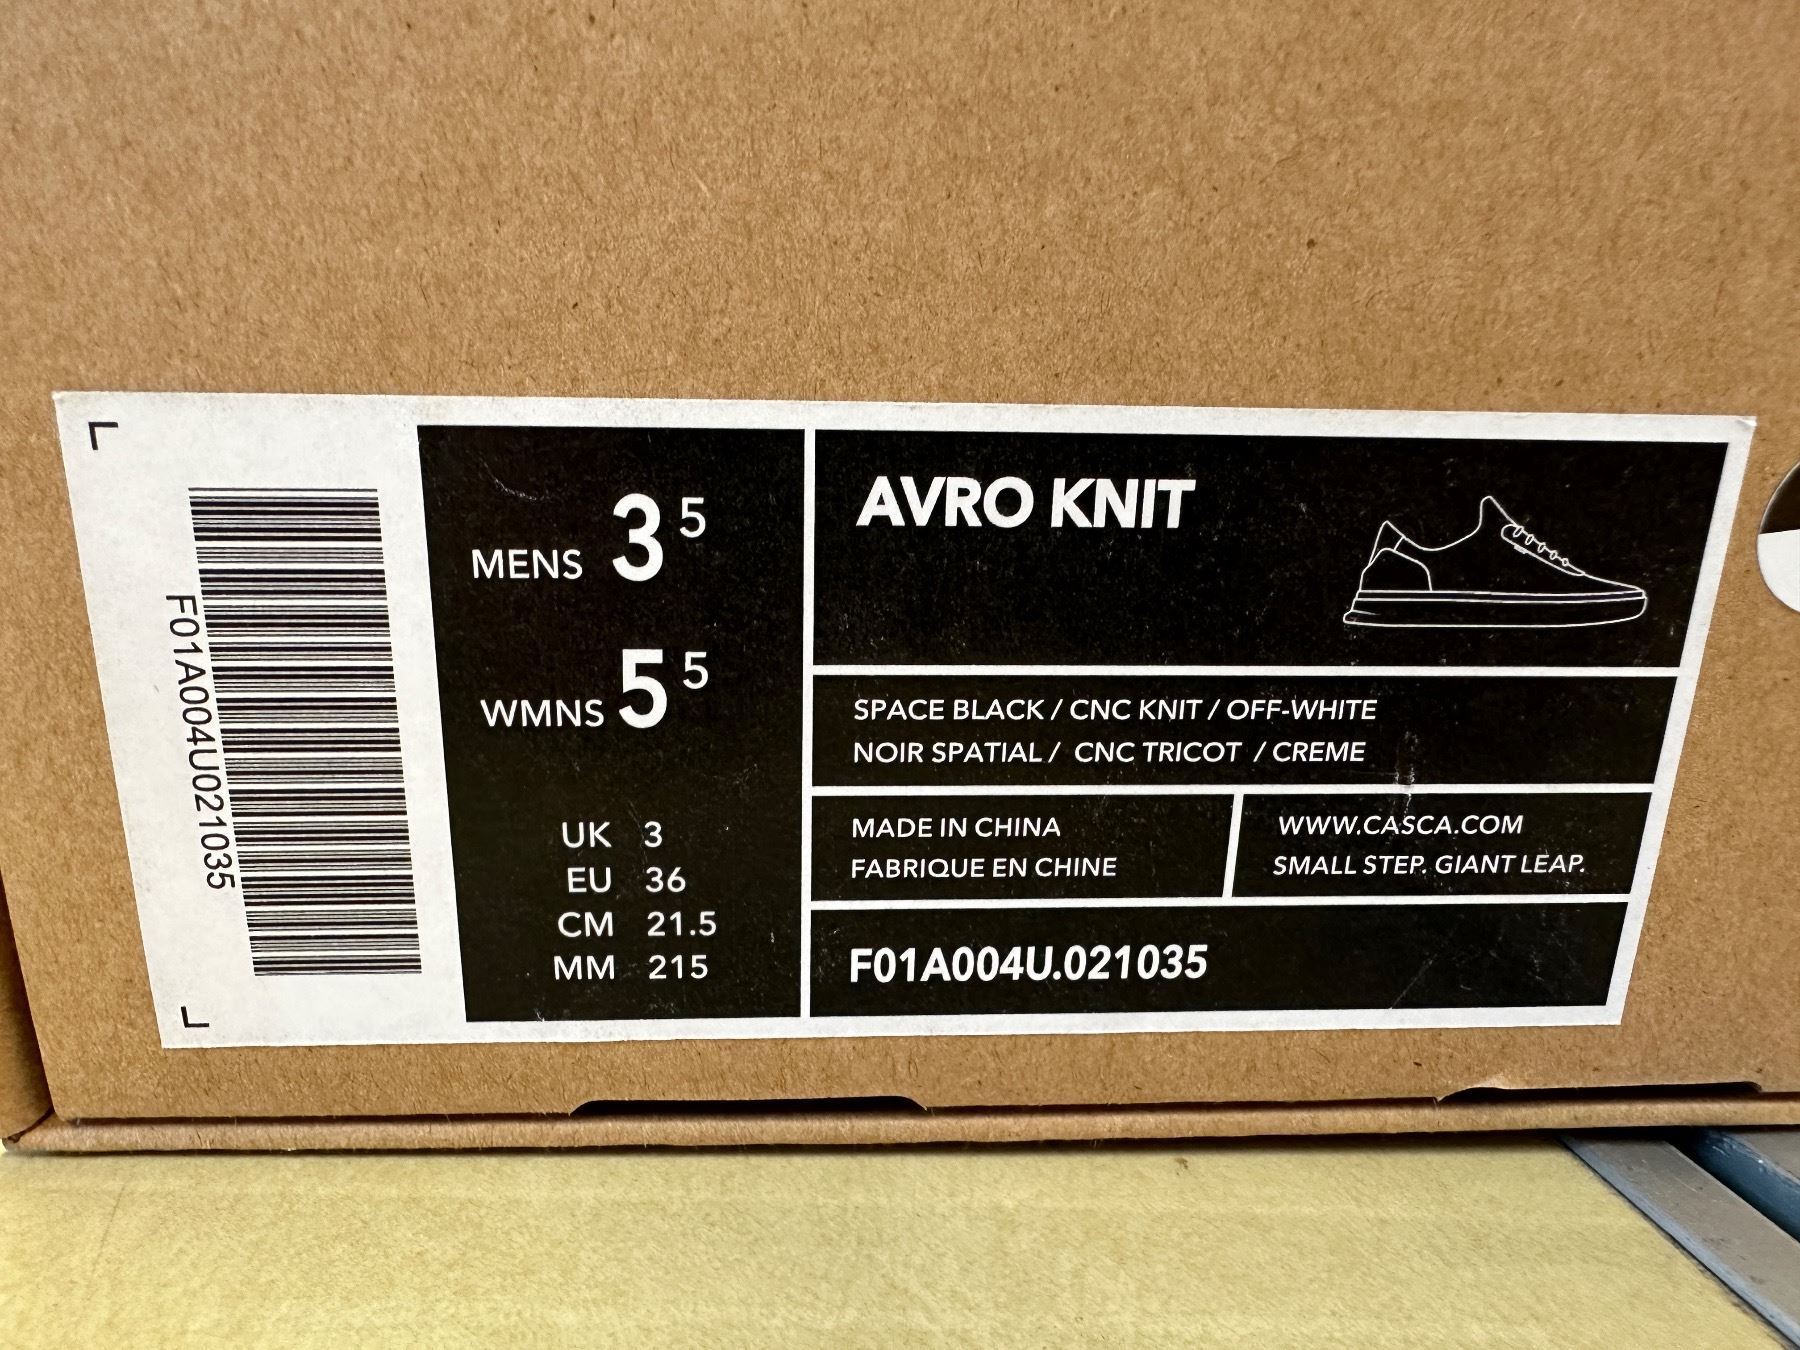 F01A004U021035
MENS 3 5
WMNS 5 5
UK 3
EU 36
CM 21.5
MM 215
AVRO KNIT
SPACE BLACK / CNC KNIT / OFF-WHITE
NOIR SPATIAL / CNC TRICOT / CREME
MADE IN CHINA
FABRIQUE EN CHINE
WWW.CASCA.COM
SMALL STEP. GIANT LEAP.
F01A004U.021035